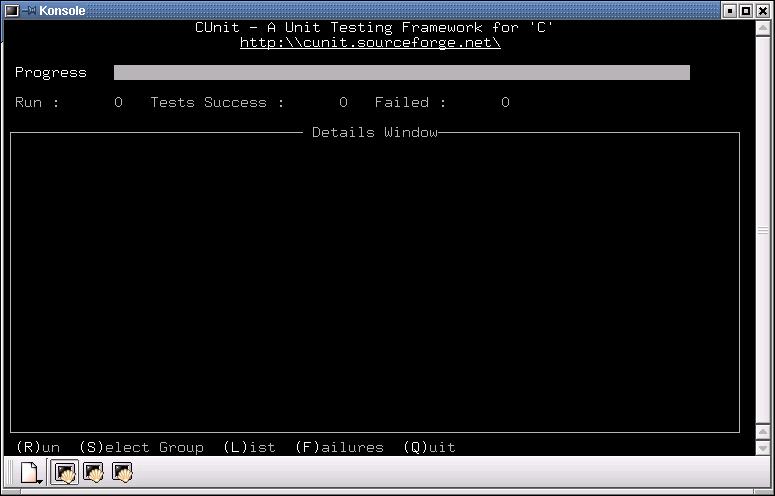 Konsole
CUnit - A Unit Testing Framework for 'C'
http:\\cunit.sourceforge.net\
Progress
Run : 0 Tests Success : 0 Failed : 0
Details Window
(R)un (S)elect Group (L)ist (F)ailures (Q)uit